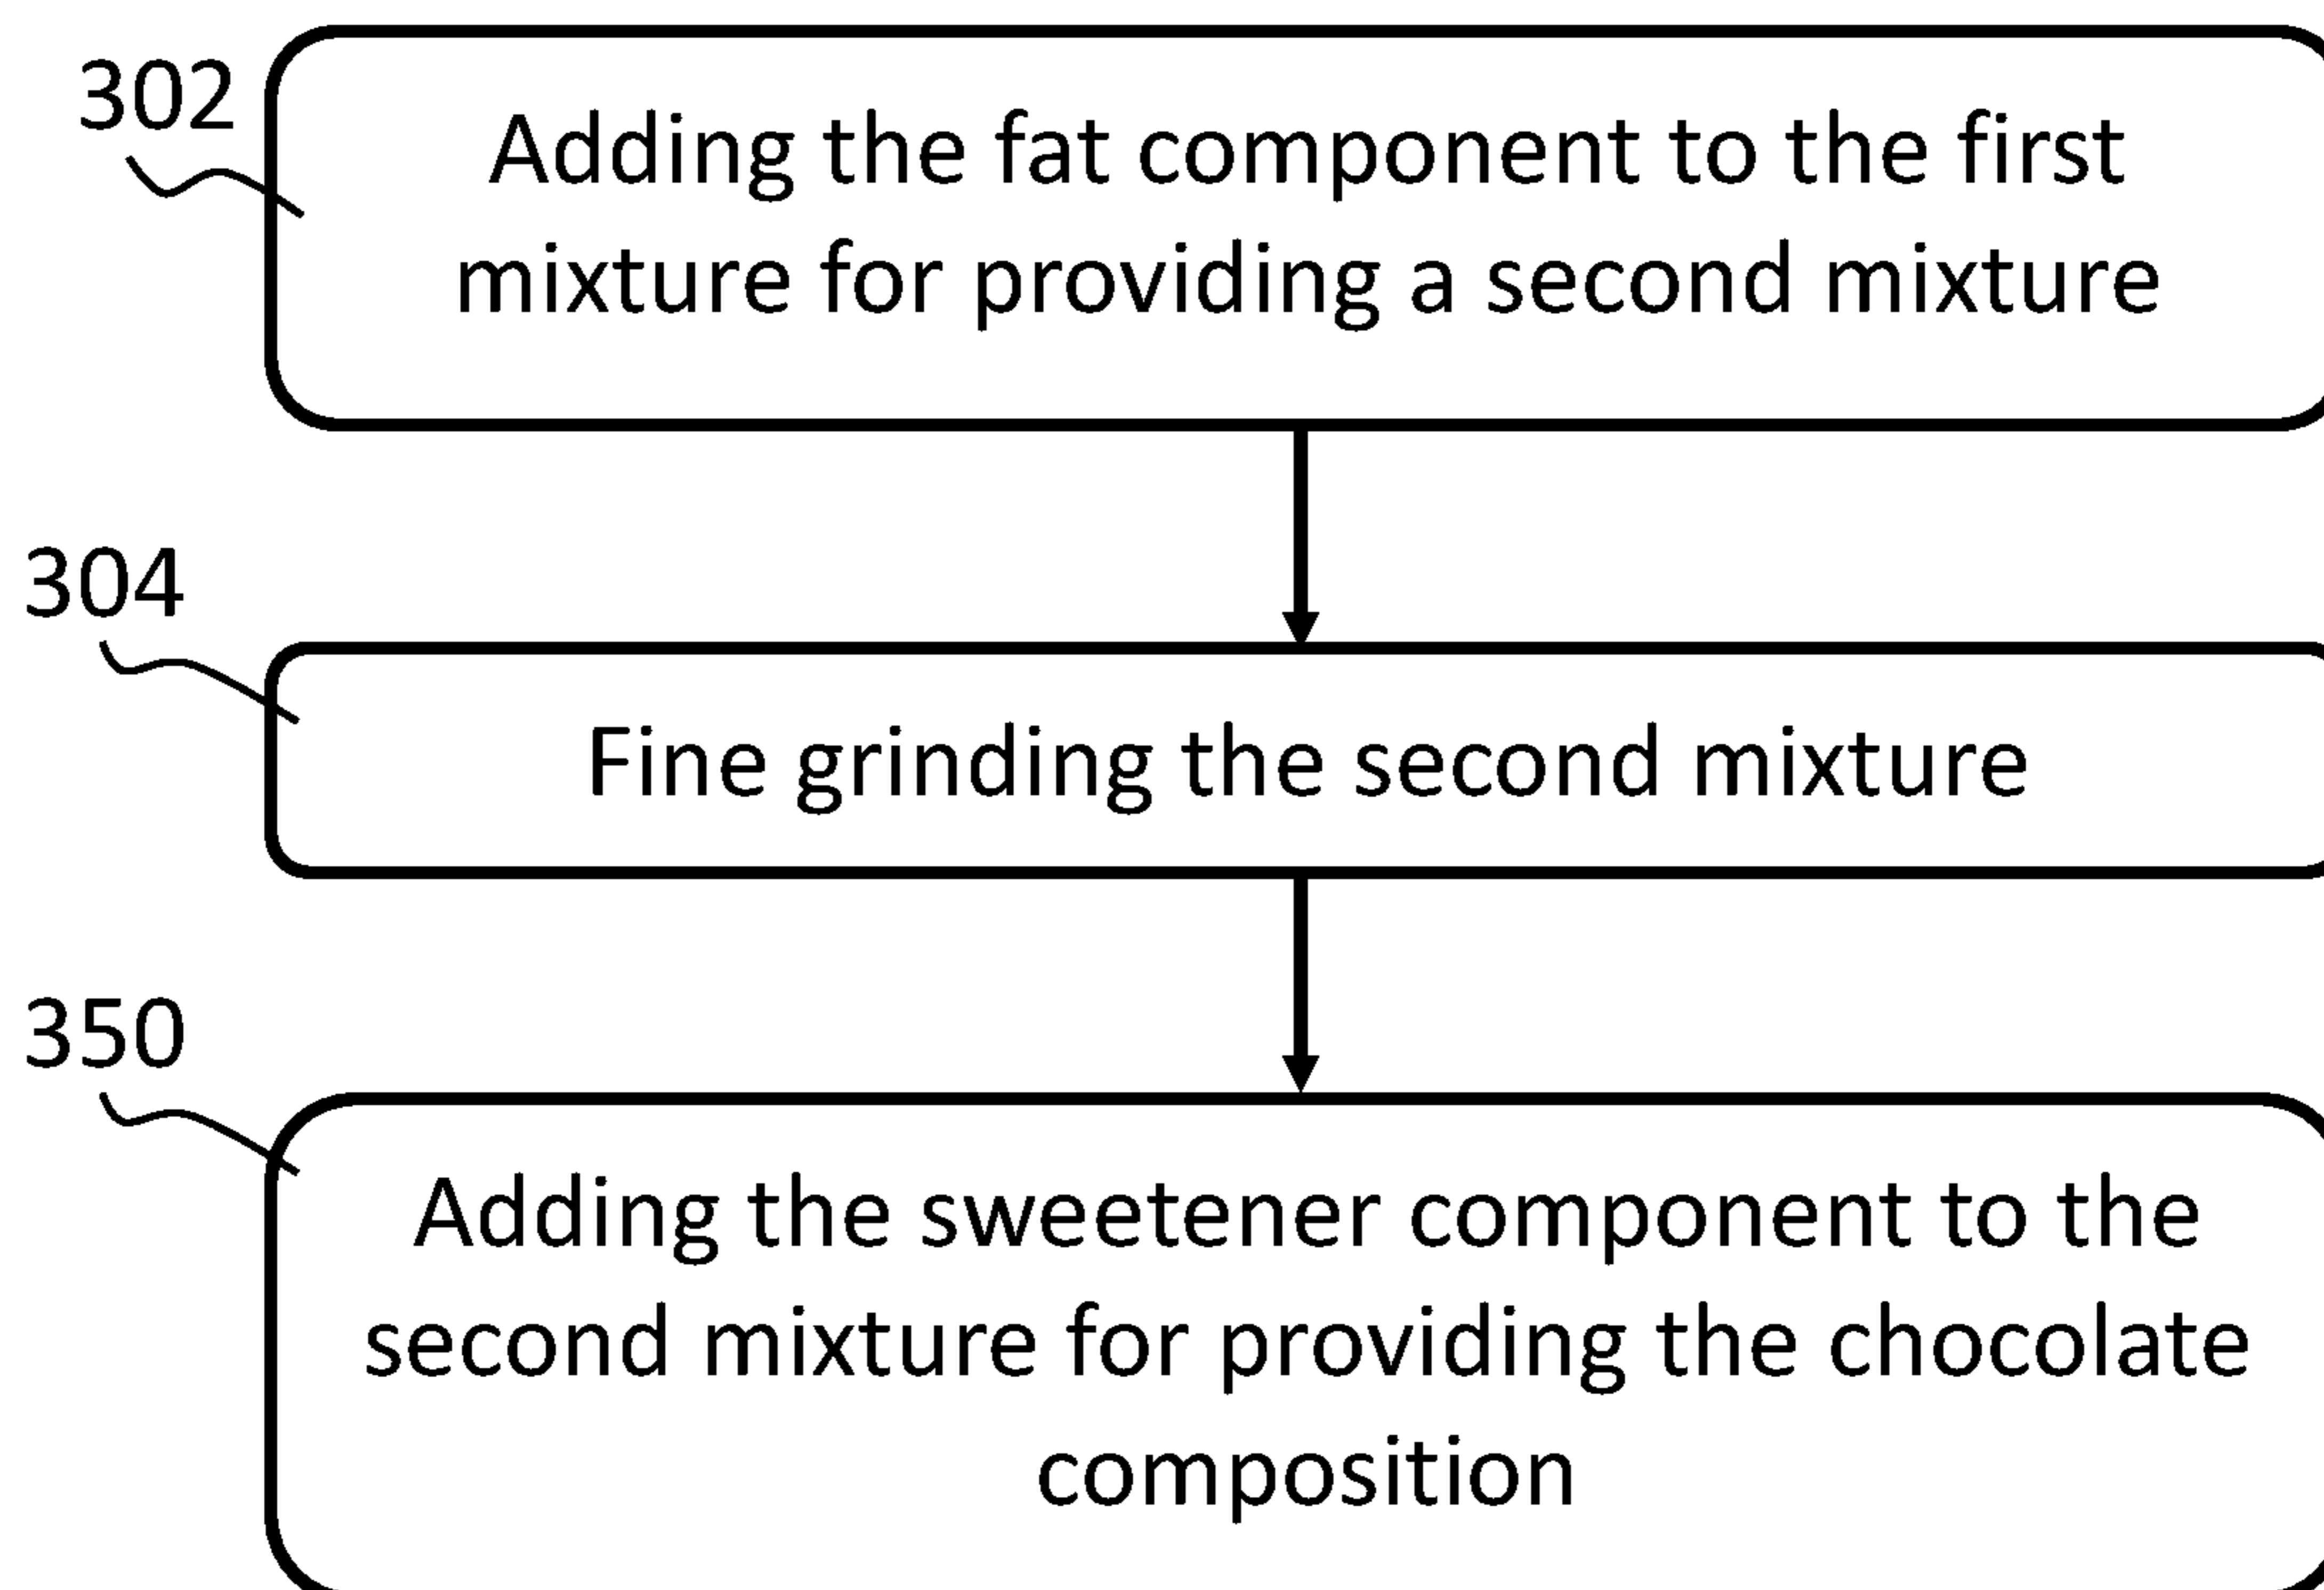 302
Adding the fat component to the first
mixture for providing a second mixture
304
Fine grinding the second mixture
350
Adding the sweetener component to the
second mixture for providing the chocolate
composition